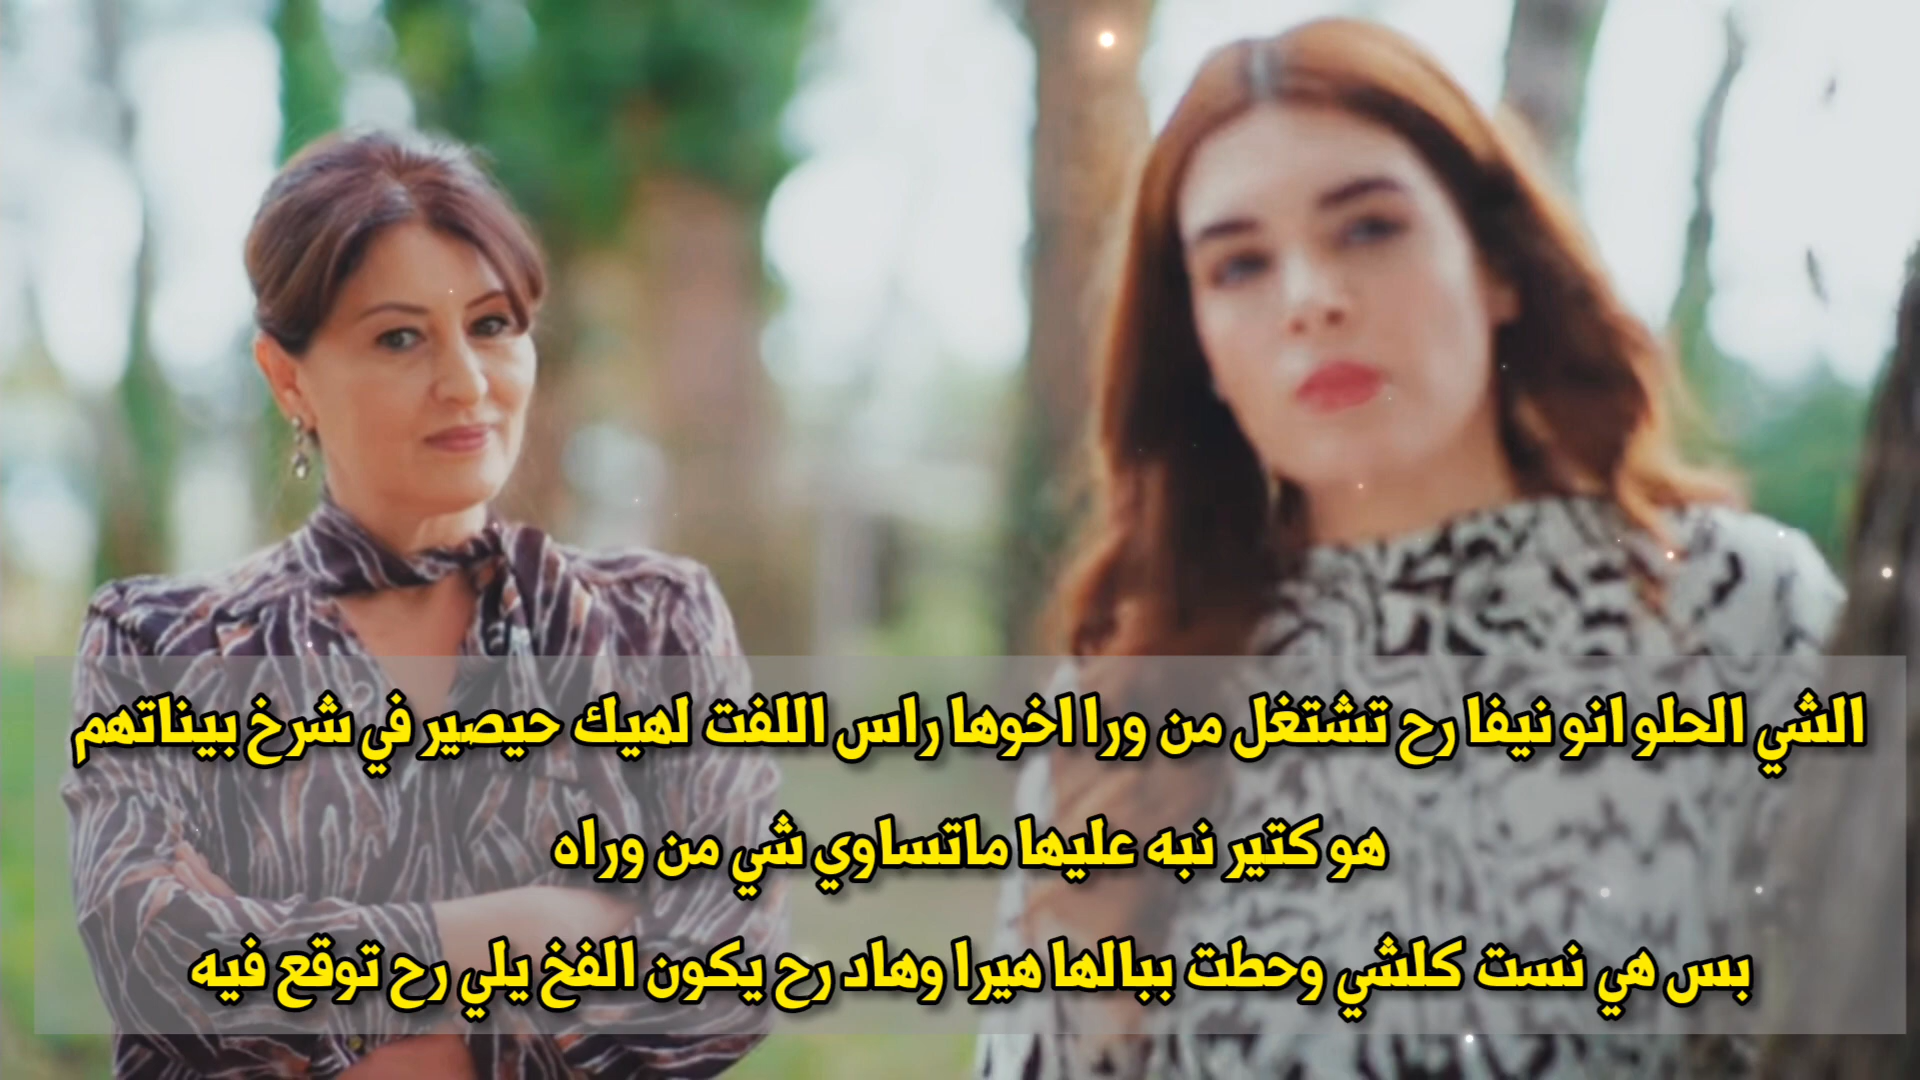 الشي الحلو انو نيفا رح تشتغل من ورا اخوها راس اللفت لهيك حيصير في شرخ بيناتهم
هو كتير نبه عليها ماتساوي شي من وراه
بس هي نست كلشي وحطت ببالها هيرا وهاد رح يكون الفخ يلي رح توقع فيه